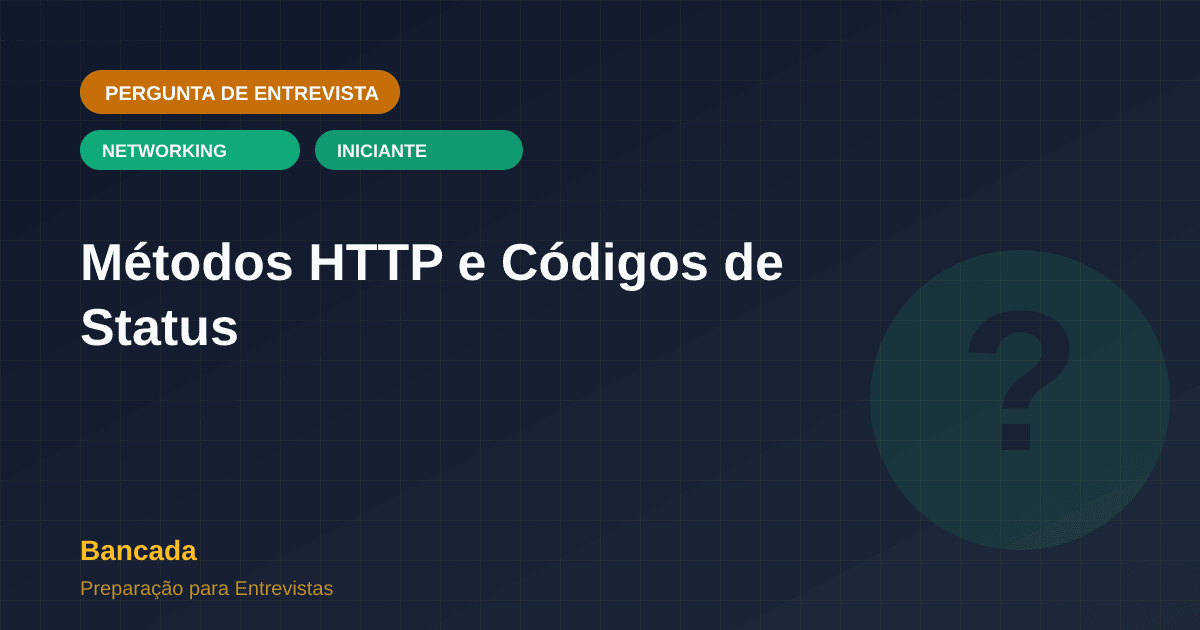 PERGUNTA DE ENTREVISTA
NETWORKING
INICIANTE
Métodos HTTP e Códigos de
Status
?
Bancada
Preparação para Entrevistas